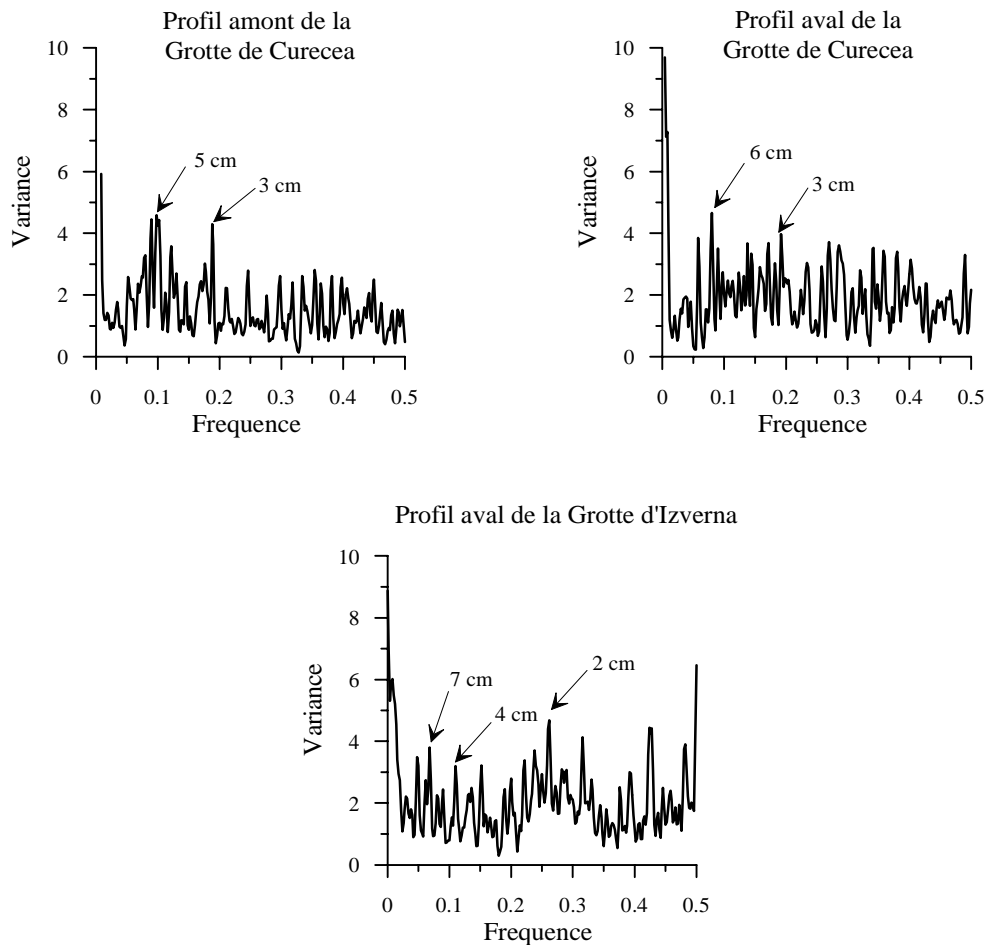 Profil amont de la
Grotte de Curecea
10
8
6
4
2
0
Variance
5 cm
3 cm
0 0.1 0.2 0.3 0.4 0.5
Frequence
Profil aval de la
Grotte de Curecea
10
8
6
4
2
0
Variance
6 cm
3 cm
0 0.1 0.2 0.3 0.4 0.5
Frequence
Profil aval de la Grotte d'Izverna
10
8
6
4
2
0
Variance
7 cm
4 cm
2 cm
0 0.1 0.2 0.3 0.4 0.5
Frequence